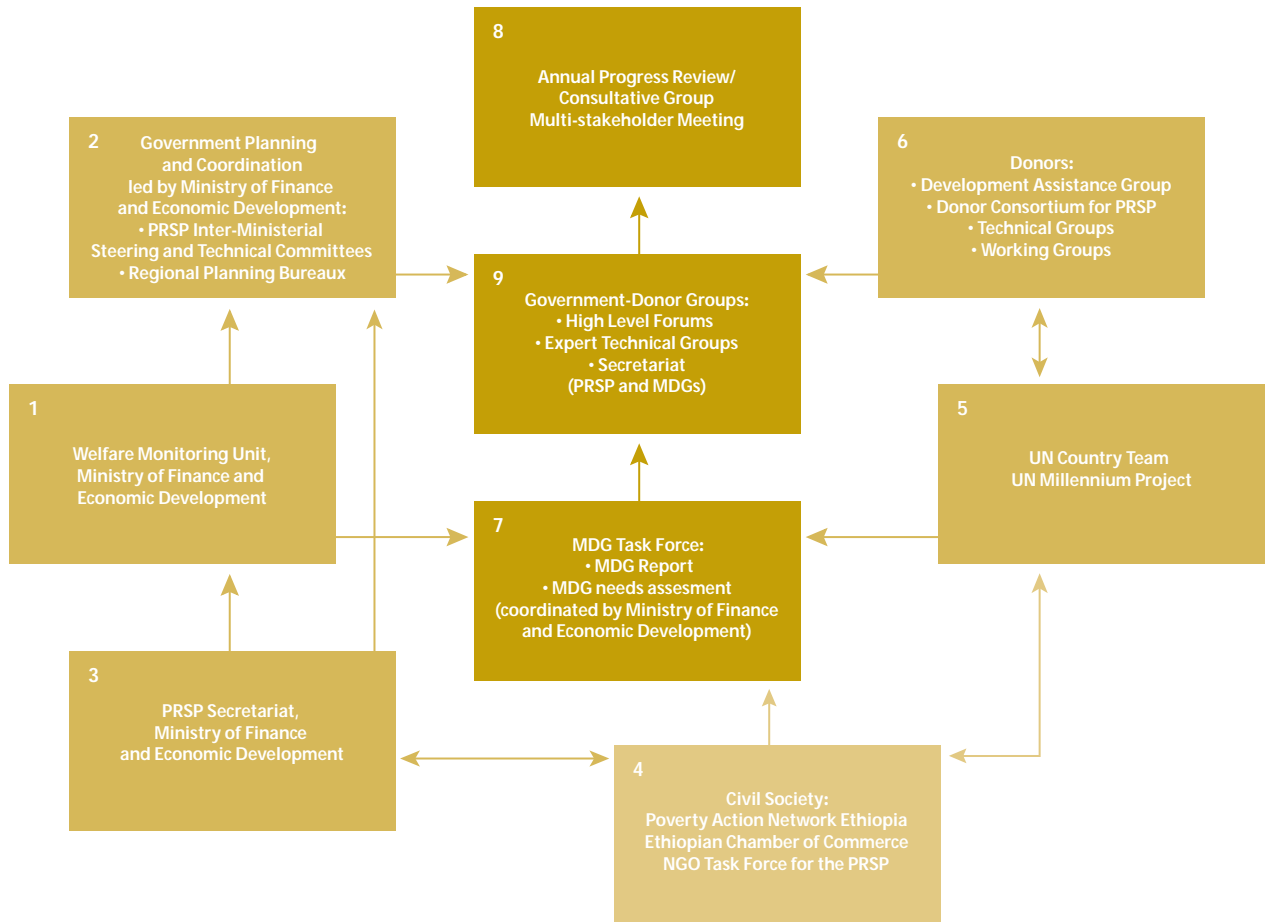 8
Annual Progress Review/
Consultative Group
Multi-stakeholder Meeting
2
Government Planning
and Coordination
led by Ministry of Finance
and Economic Development:
• PRSP Inter-Ministerial
Steering and Technical Committees
• Regional Planning Bureaux
6
Donors:
• Development Assistance Group
• Donor Consortium for PRSP
• Technical Groups
• Working Groups
9
Government-Donor Groups:
• High Level Forums
• Expert Technical Groups
• Secretariat
(PRSP and MDGs)
1
Welfare Monitoring Unit,
Ministry of Finance and
Economic Development
5
UN Country Team
UN Millennium Project
7
MDG Task Force:
• MDG Report
• MDG needs assesment
(coordinated by Ministry of Finance
and Economic Development)
3
PRSP Secretariat,
Ministry of Finance
and Economic Development
4
Civil Society:
Poverty Action Network Ethiopia
Ethiopian Chamber of Commerce
NGO Task Force for the PRSP